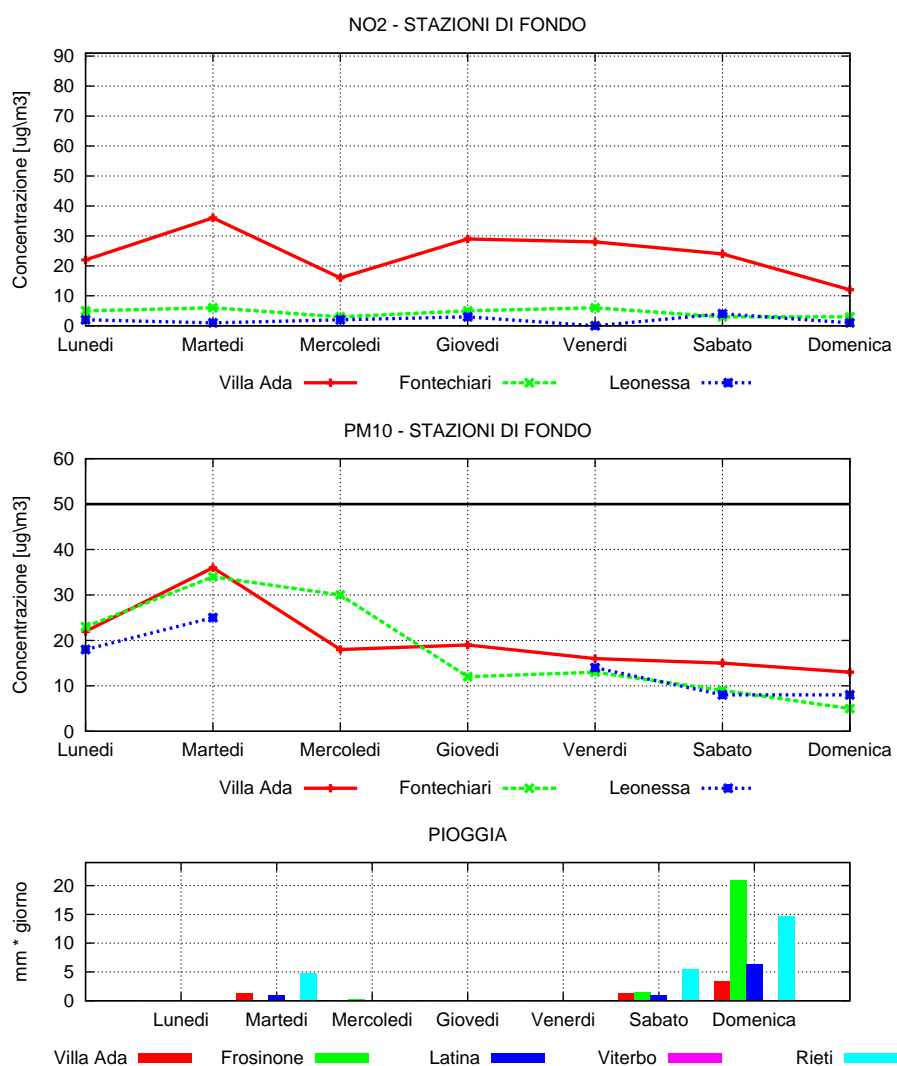 NO2 - STAZIONI DI FONDO
90
80
70
60
50
40
30
20
10
0
Concentrazione [ug\m3]
Lunedi Martedi Mercoledi Giovedi Venerdi Sabato Domenica
Villa Ada Fontechiari Leonessa
PM10 - STAZIONI DI FONDO
60
50
40
30
20
10
0
Concentrazione [ug\m3]
Lunedi Martedi Mercoledi Giovedi Venerdi Sabato Domenica
Villa Ada Fontechiari Leonessa
PIOGGIA
20
15
10
5
0
mm * giorno
Lunedi Martedi Mercoledi Giovedi Venerdi Sabato Domenica
Villa Ada Frosinone Latina Viterbo Rieti